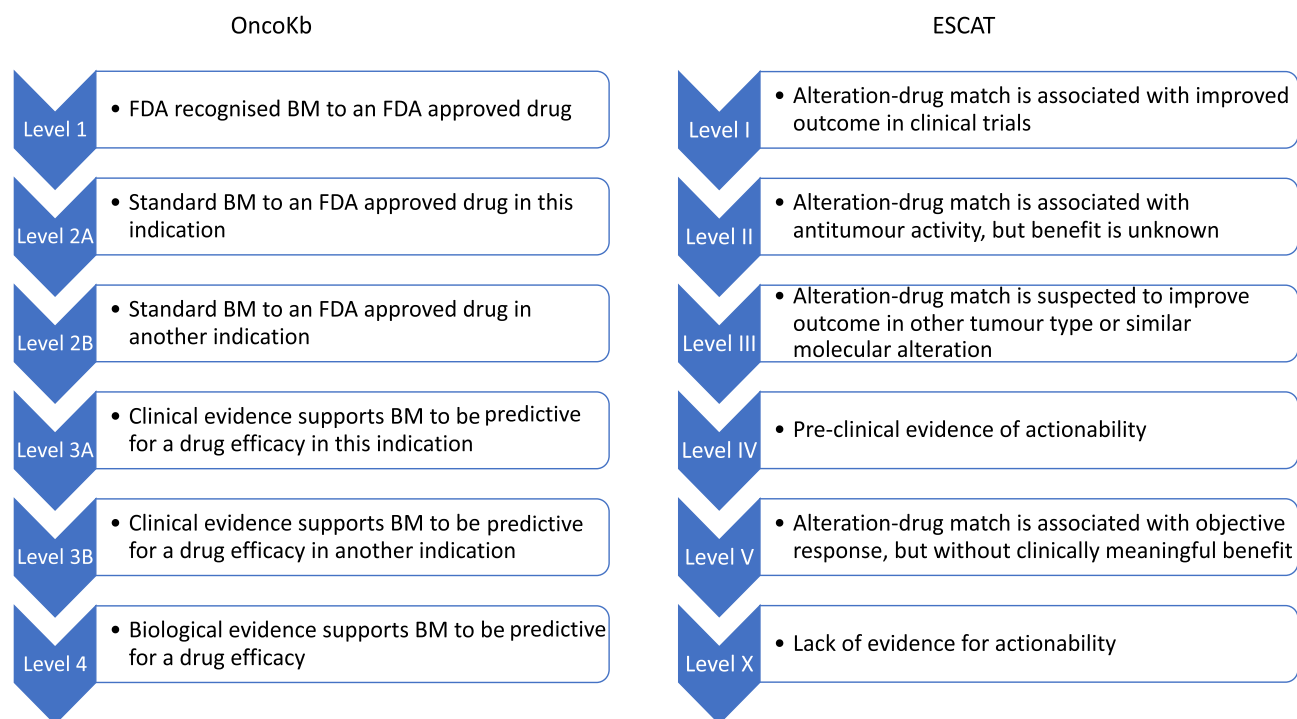 OncoKb
Level 1
• FDA recognised BM to an FDA approved drug
Level 2A
• Standard BM to an FDA approved drug in this
indication
Level 2B
• Standard BM to an FDA approved drug in
another indication
Level 3A
• Clinical evidence supports BM to be predictive
for a drug efficacy in this indication
Level 3B
• Clinical evidence supports BM to be predictive
for a drug efficacy in another indication
Level 4
• Biological evidence supports BM to be predictive
for a drug efficacy
ESCAT
Level I
• Alteration-drug match is associated with improved
outcome in clinical trials
Level II
• Alteration-drug match is associated with
antitumour activity, but benefit is unknown
Level III
• Alteration-drug match is suspected to improve
outcome in other tumour type or similar
molecular alteration
Level IV
• Pre-clinical evidence of actionability
Level V
• Alteration-drug match is associated with objective
response, but without clinically meaningful benefit
Level X
• Lack of evidence for actionability